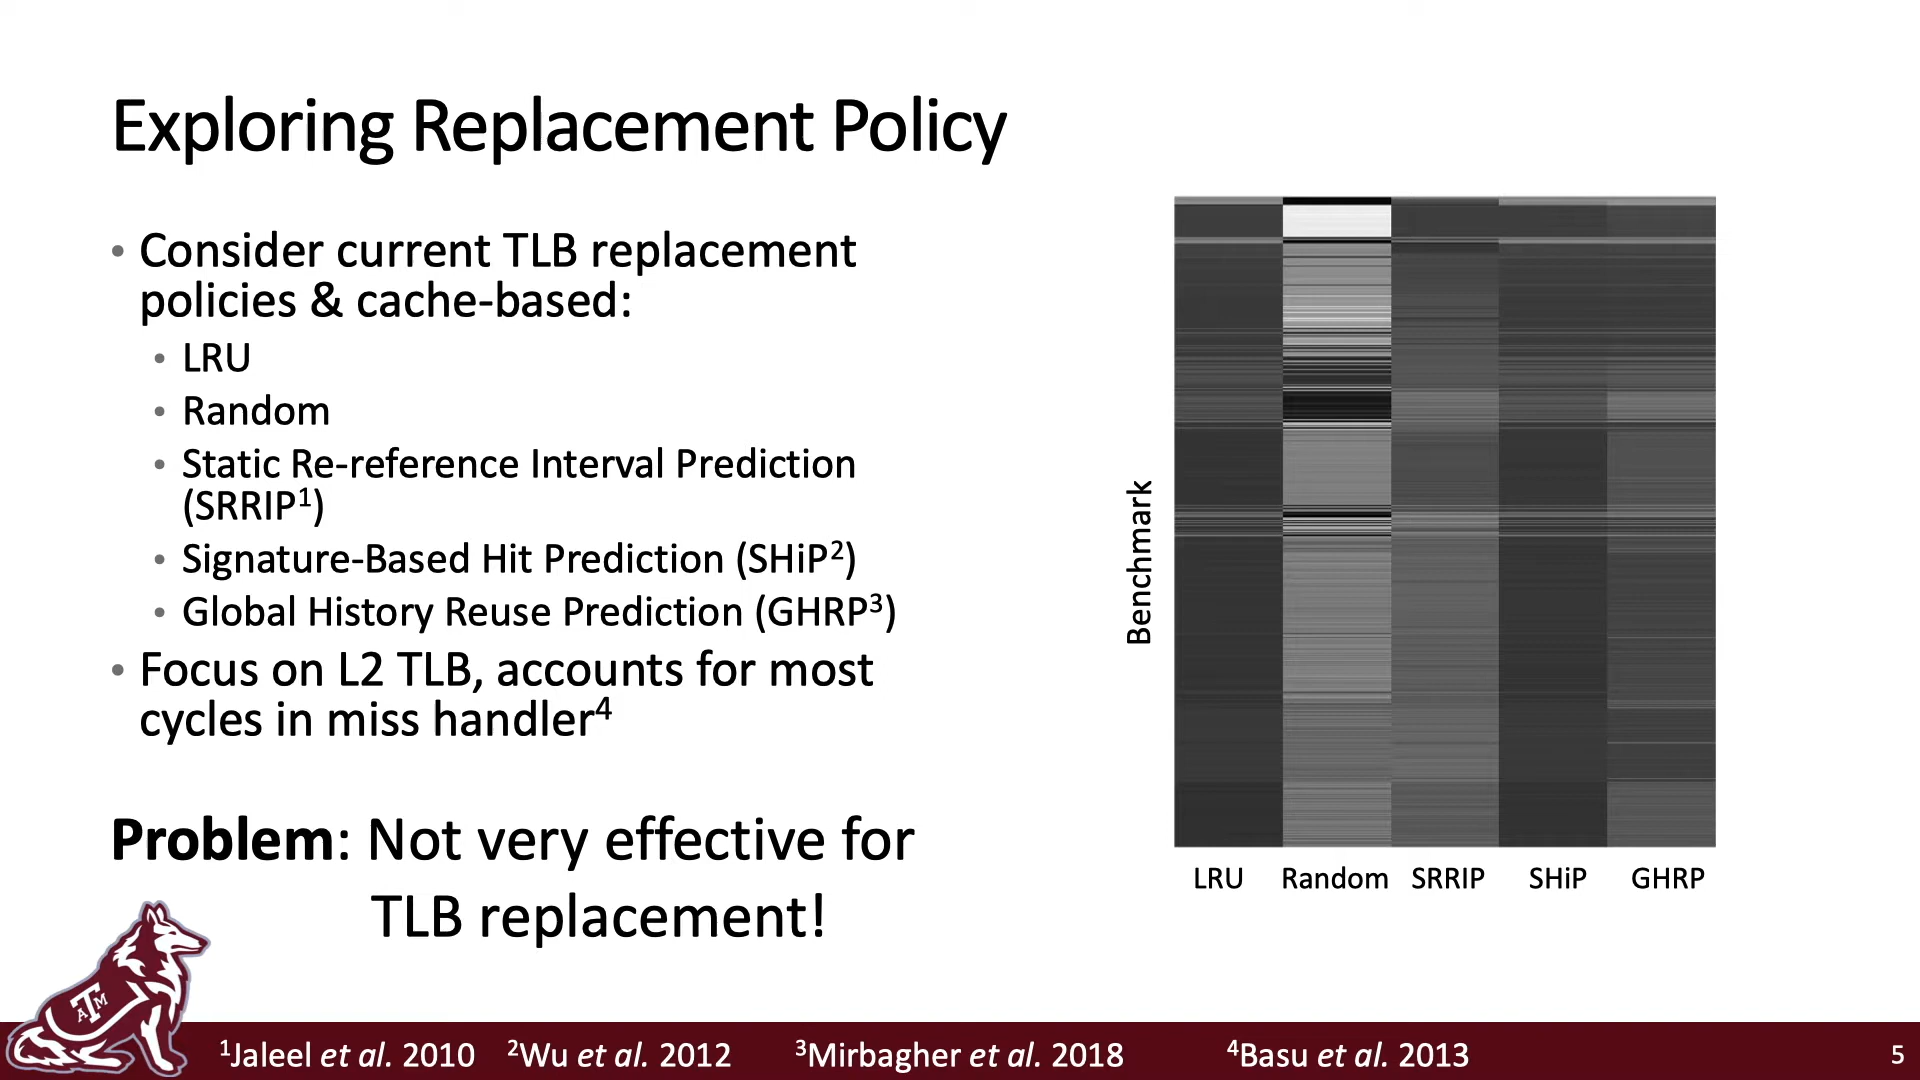 Exploring Replacement Policy
• Consider current TLB replacement
policies & cache-based:
• LRU
• Random
• Static Re-reference Interval Prediction
(SRRIP¹)
• Signature-Based Hit Prediction (SHiP²)
• Global History Reuse Prediction (GHRP³)
• Focus on L2 TLB, accounts for most
cycles in miss handler⁴
Problem: Not very effective for
TLB replacement!
Benchmark
LRU Random SRRIP SHiP GHRP
ATM
¹Jaleel et al. 2010 ²Wu et al. 2012 ³Mirbagher et al. 2018 ⁴Basu et al. 2013 5